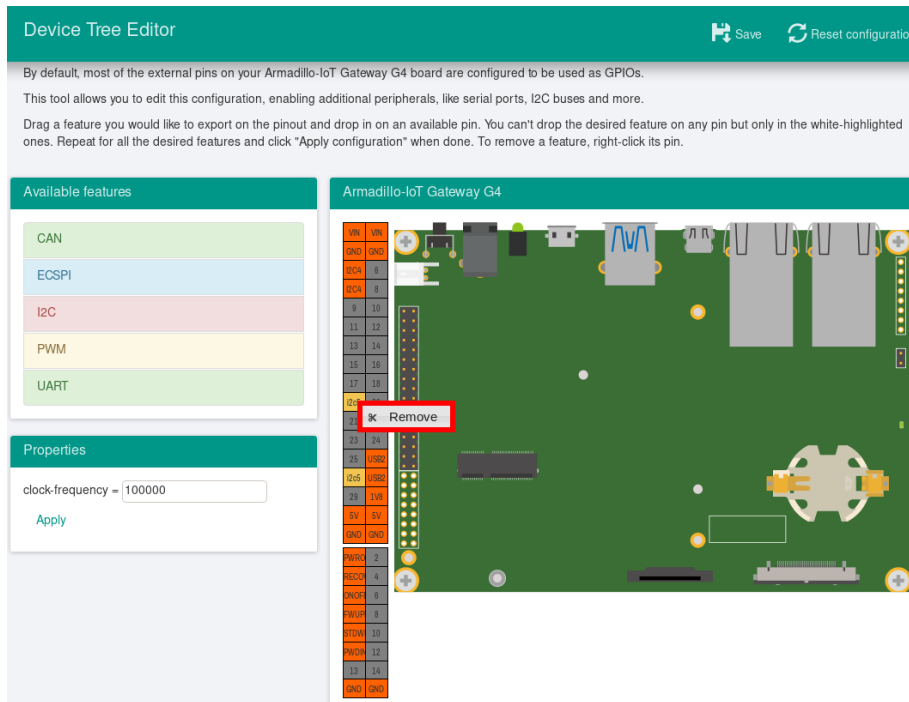 Device Tree Editor
Save
Reset configuratio
By default, most of the external pins on your Armadillo-IoT Gateway G4 board are configured to be used as GPIOs.
This tool allows you to edit this configuration, enabling additional peripherals, like serial ports, I2C buses and more.
Drag a feature you would like to export on the pinout and drop in on an available pin. You can't drop the desired feature on any pin but only in the white-highlighted
ones. Repeat for all the desired features and click "Apply configuration" when done. To remove a feature, right-click its pin.
Available features
CAN
ECSPI
I2C
PWM
UART
Properties
clock-frequency = 100000
Apply
Armadillo-IoT Gateway G4
VIN VIN
GND GND
I2C4 6
I2C4 8
9 10
11 12
13 14
15 16
17 18
i2c5
Remove
21
23 24
25 USB2
i2c5 USB2
29 1V8
5V 5V
GND GND
PWRO 2
RECO 4
ONOF 6
FWUP 8
STDW 10
PWDIN 12
13 14
GND GND